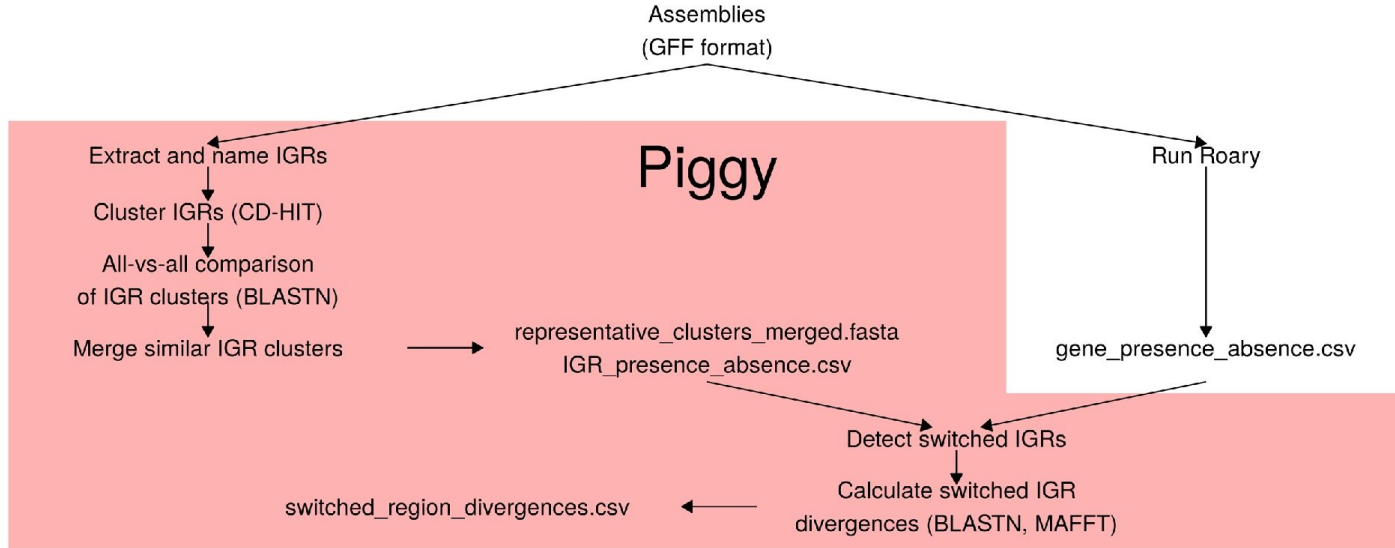 Assemblies
(GFF format)
Piggy
Extract and name IGRs
Run Roary
Cluster IGRs (CD-HIT)
All-vs-all comparison
of IGR clusters (BLASTN)
Merge similar IGR clusters
representative_clusters_merged.fasta
IGR_presence_absence.csv
gene_presence_absence.csv
Detect switched IGRs
Calculate switched IGR
divergences (BLASTN, MAFFT)
switched_region_divergences.csv